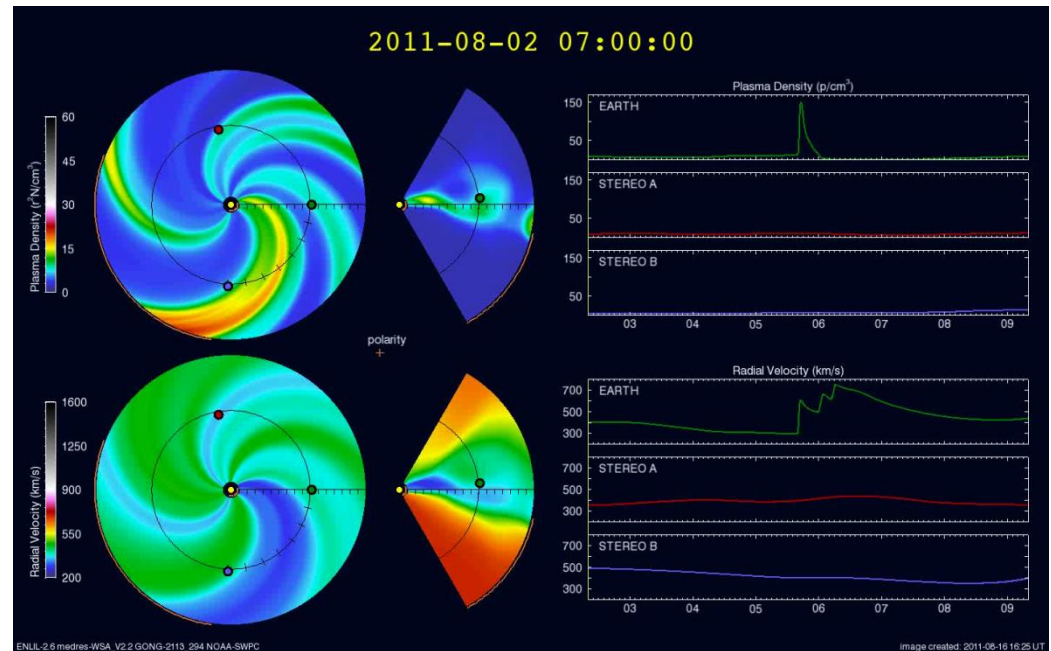 2011-08-02 07:00:00
Plasma Density (r²N/cm³)
60
45
30
15
0
Plasma Density (p/cm³)
150
50
EARTH
150
50
STEREO A
150
50
STEREO B
03 04 05 06 07 08 09
polarity
+
Radial Velocity (km/s)
1600
1250
900
550
200
Radial Velocity (km/s)
700
500
300
EARTH
700
500
300
STEREO A
700
500
300
STEREO B
03 04 05 06 07 08 09
ENLIL-2.6 medres-WSA_V2.2 GONG-2113_294 NOAA-SWPC
image created: 2011-08-16 16:25 UT